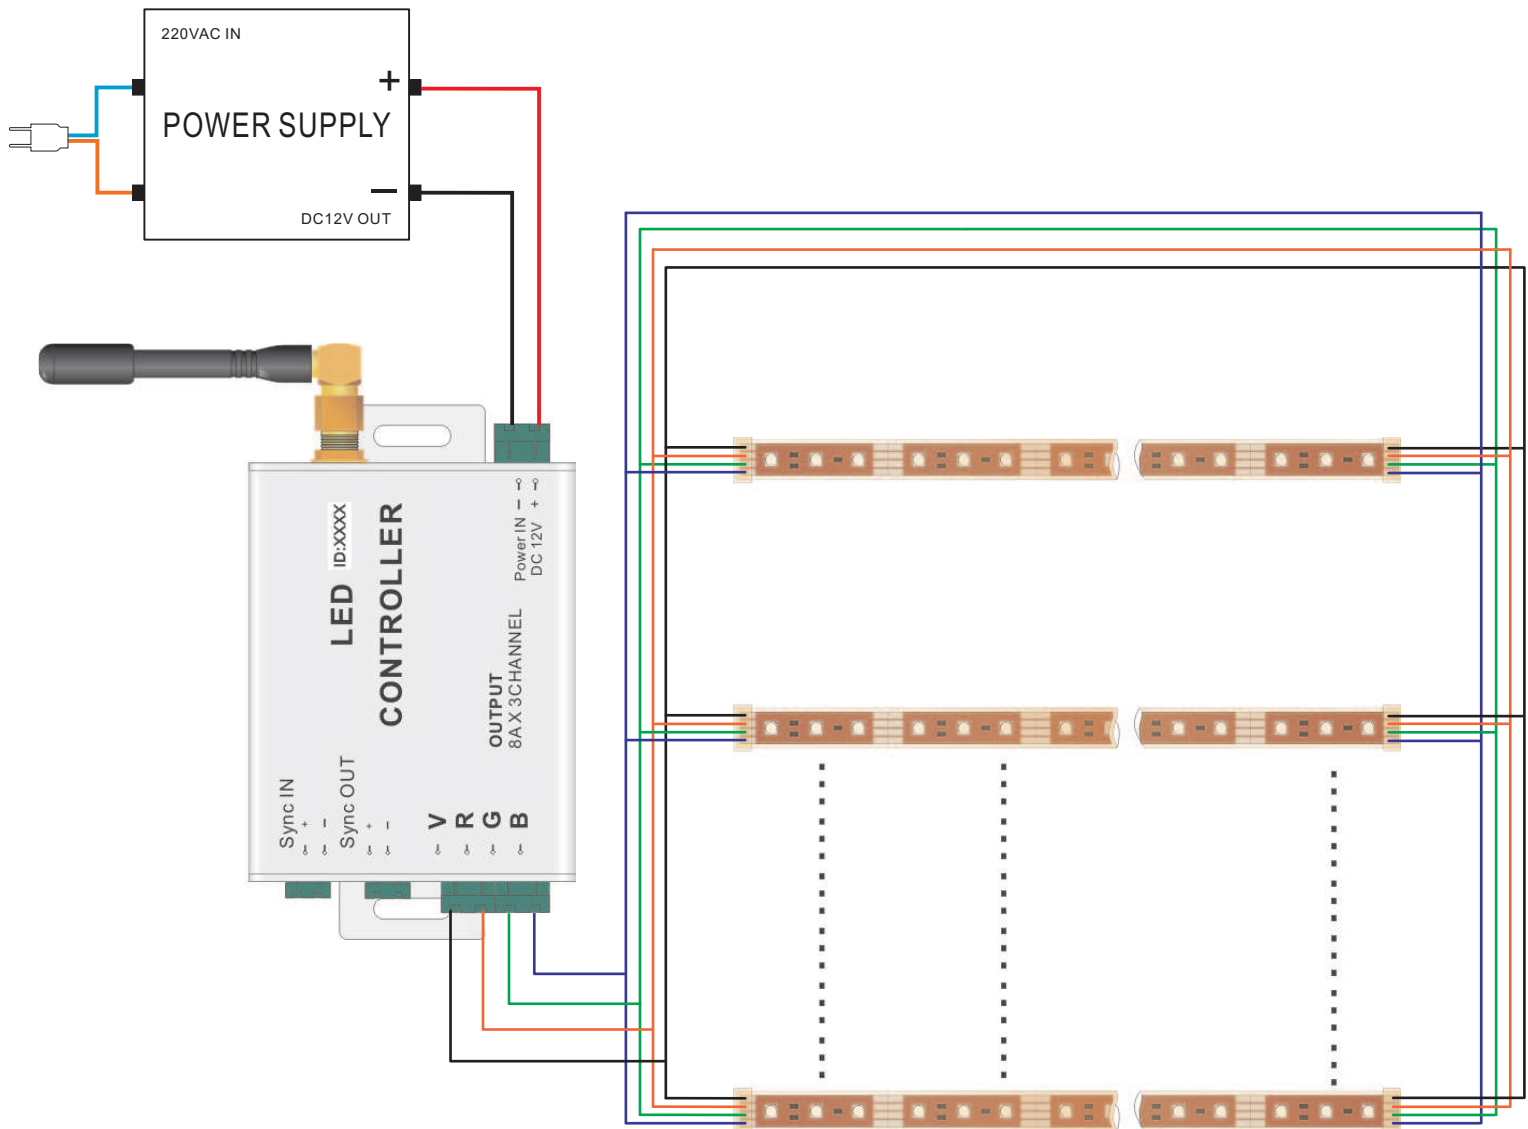 220VAC IN
+
POWER SUPPLY
−
DC12V OUT
LED ID:XXXX
CONTROLLER
Power IN −
DC 12V +
OUTPUT
8A X 3CHANNEL
Sync IN
+
−
Sync OUT
+
−
V
R
G
B